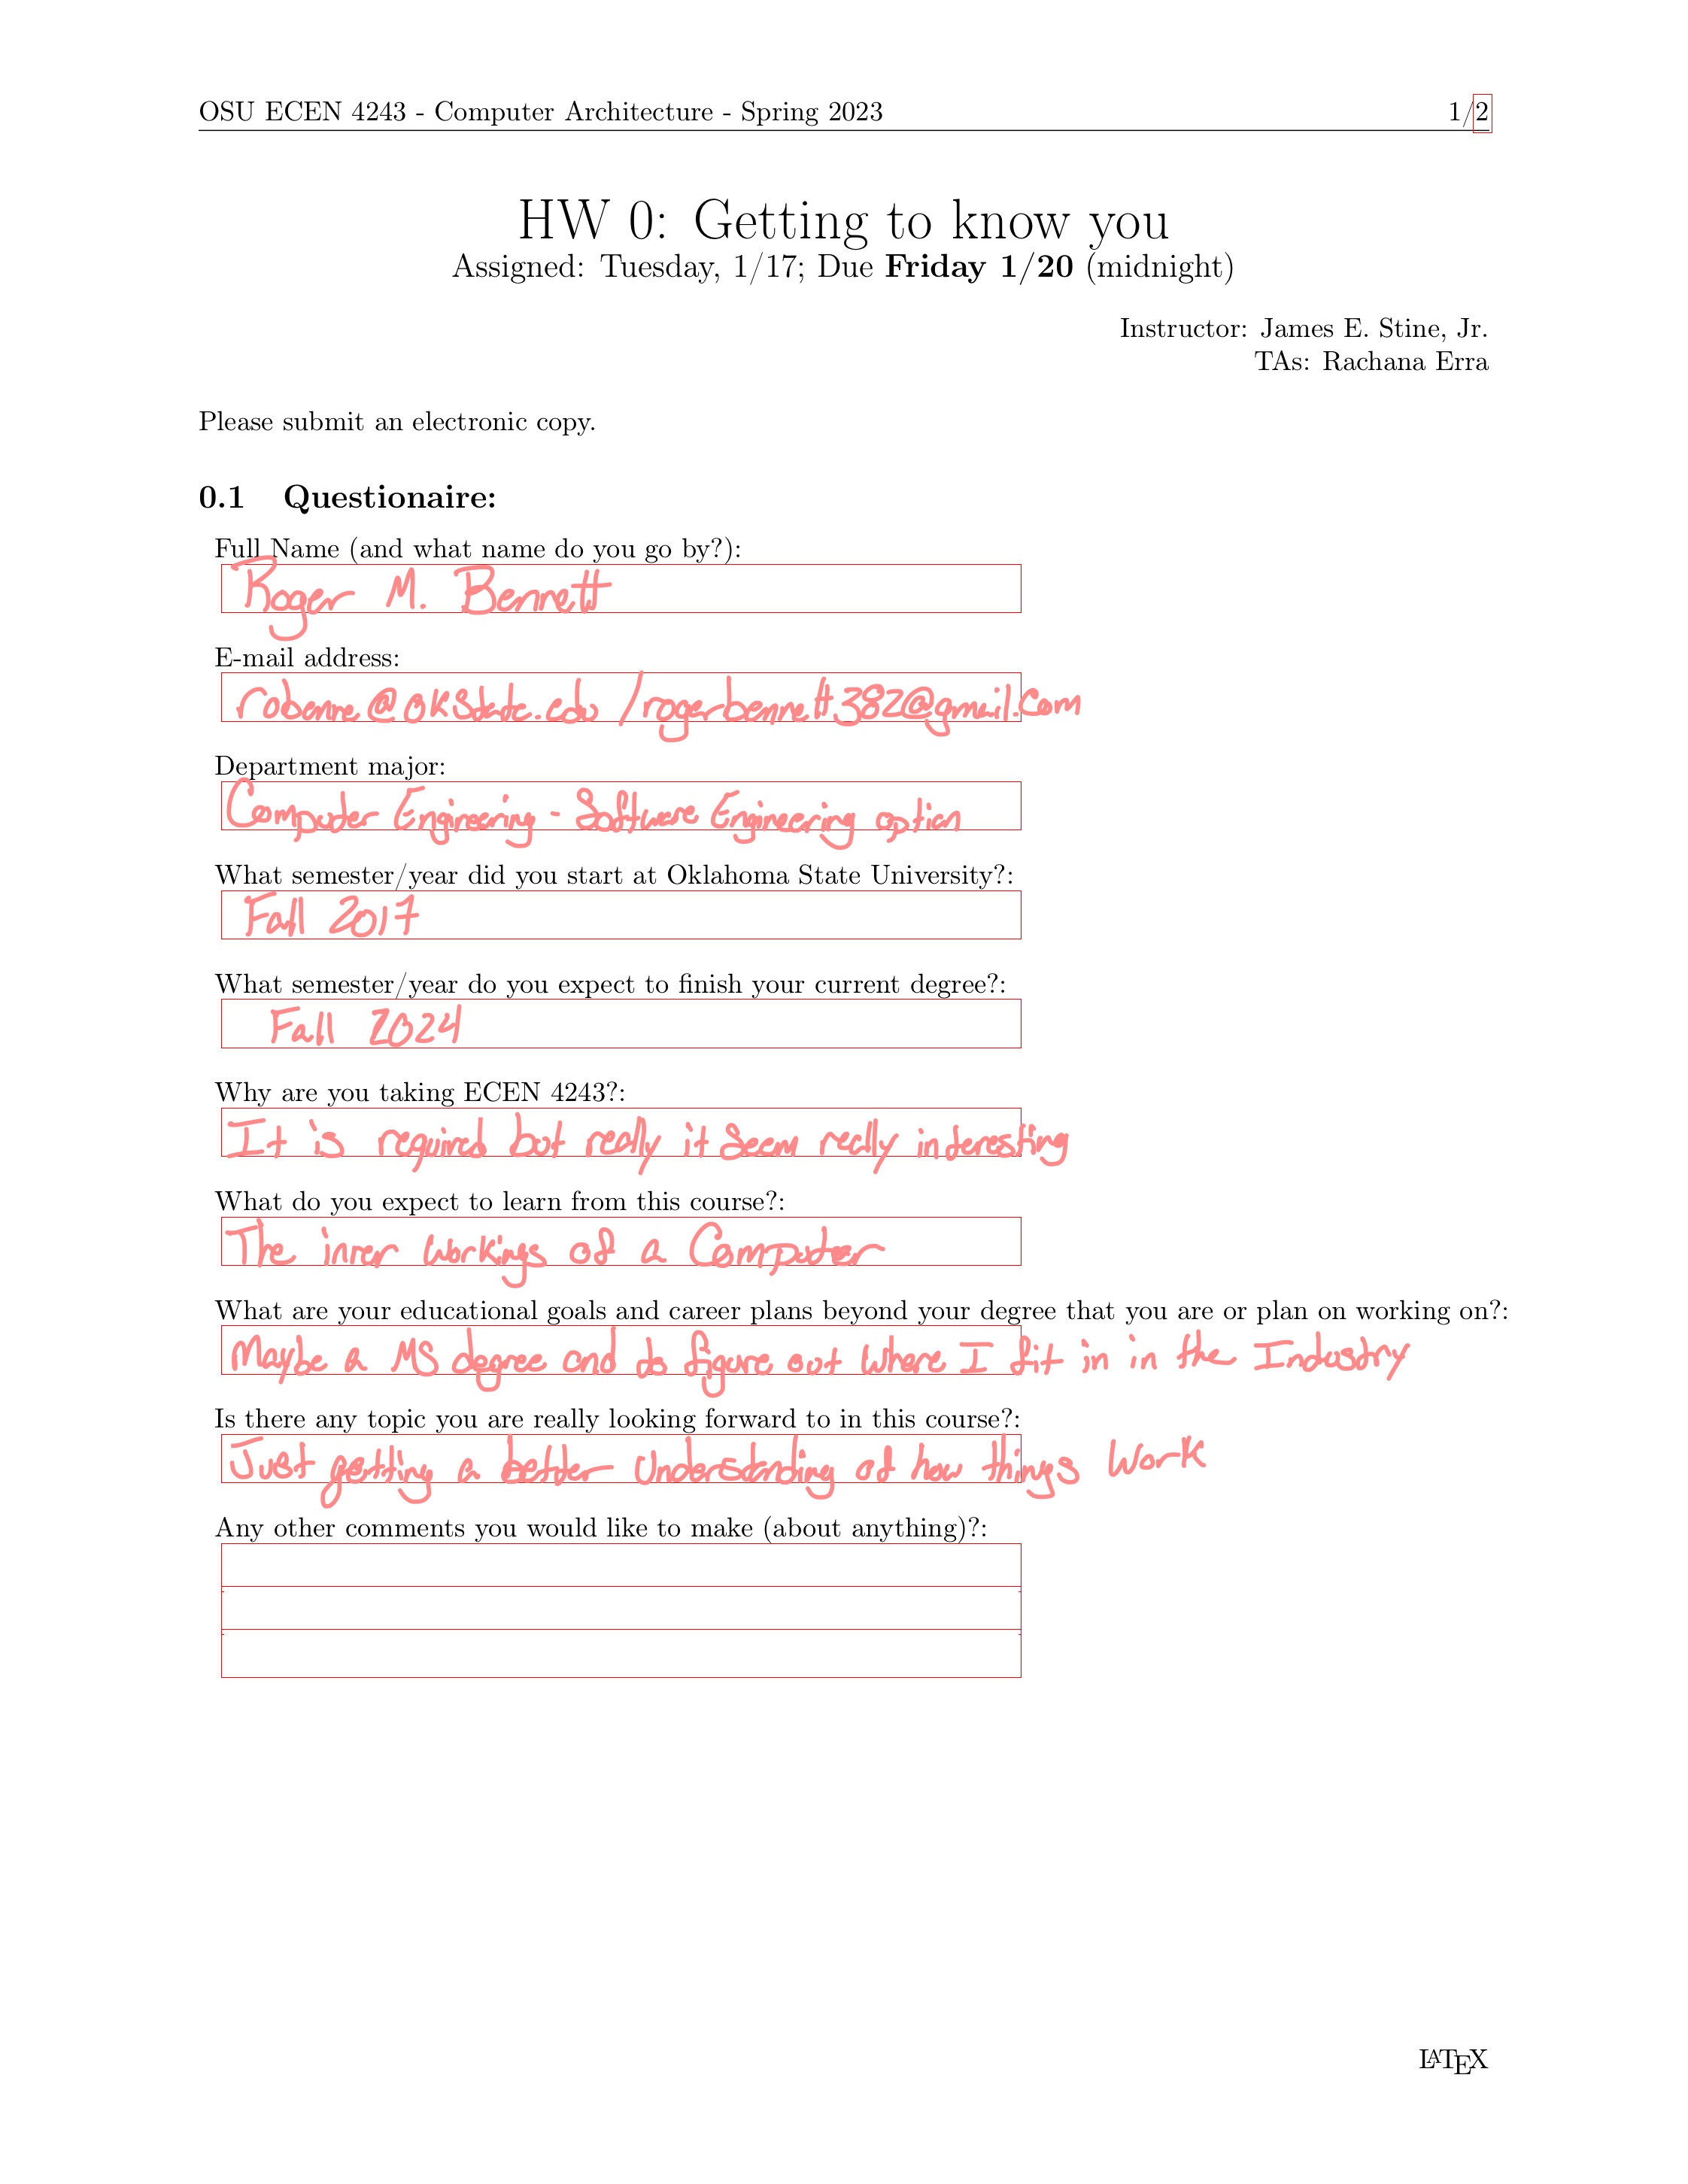 OSU ECEN 4243 - Computer Architecture - Spring 2023 1/2
HW 0: Getting to know you
Assigned: Tuesday, 1/17; Due Friday 1/20 (midnight)
Instructor: James E. Stine, Jr.
TAs: Rachana Erra
Please submit an electronic copy.
0.1 Questionaire:
Full Name (and what name do you go by?):
Roger M. Bennett
E-mail address:
robenne@okstate.edu /rogerbennett382@gmail.com
Department major:
Computer Engineering - Software Engineering option
What semester/year did you start at Oklahoma State University?:
Fall 2017
What semester/year do you expect to finish your current degree?:
Fall 2024
Why are you taking ECEN 4243?:
It is required but really it seem really interesting
What do you expect to learn from this course?:
The inner workings of a Computer
What are your educational goals and career plans beyond your degree that you are or plan on working on?:
Maybe a MS degree and to figure out where I fit in in the Industry
Is there any topic you are really looking forward to in this course?:
Just getting a better Understanding of how things work
Any other comments you would like to make (about anything)?:
LATEX